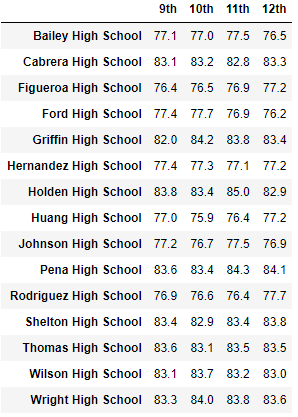 9th 10th 11th 12th
Bailey High School 77.1 77.0 77.5 76.5
Cabrera High School 83.1 83.2 82.8 83.3
Figueroa High School 76.4 76.5 76.9 77.2
Ford High School 77.4 77.7 76.9 76.2
Griffin High School 82.0 84.2 83.8 83.4
Hernandez High School 77.4 77.3 77.1 77.2
Holden High School 83.8 83.4 85.0 82.9
Huang High School 77.0 75.9 76.4 77.2
Johnson High School 77.2 76.7 77.5 76.9
Pena High School 83.6 83.4 84.3 84.1
Rodriguez High School 76.9 76.6 76.4 77.7
Shelton High School 83.4 82.9 83.4 83.8
Thomas High School 83.6 83.1 83.5 83.5
Wilson High School 83.1 83.7 83.2 83.0
Wright High School 83.3 84.0 83.8 83.6